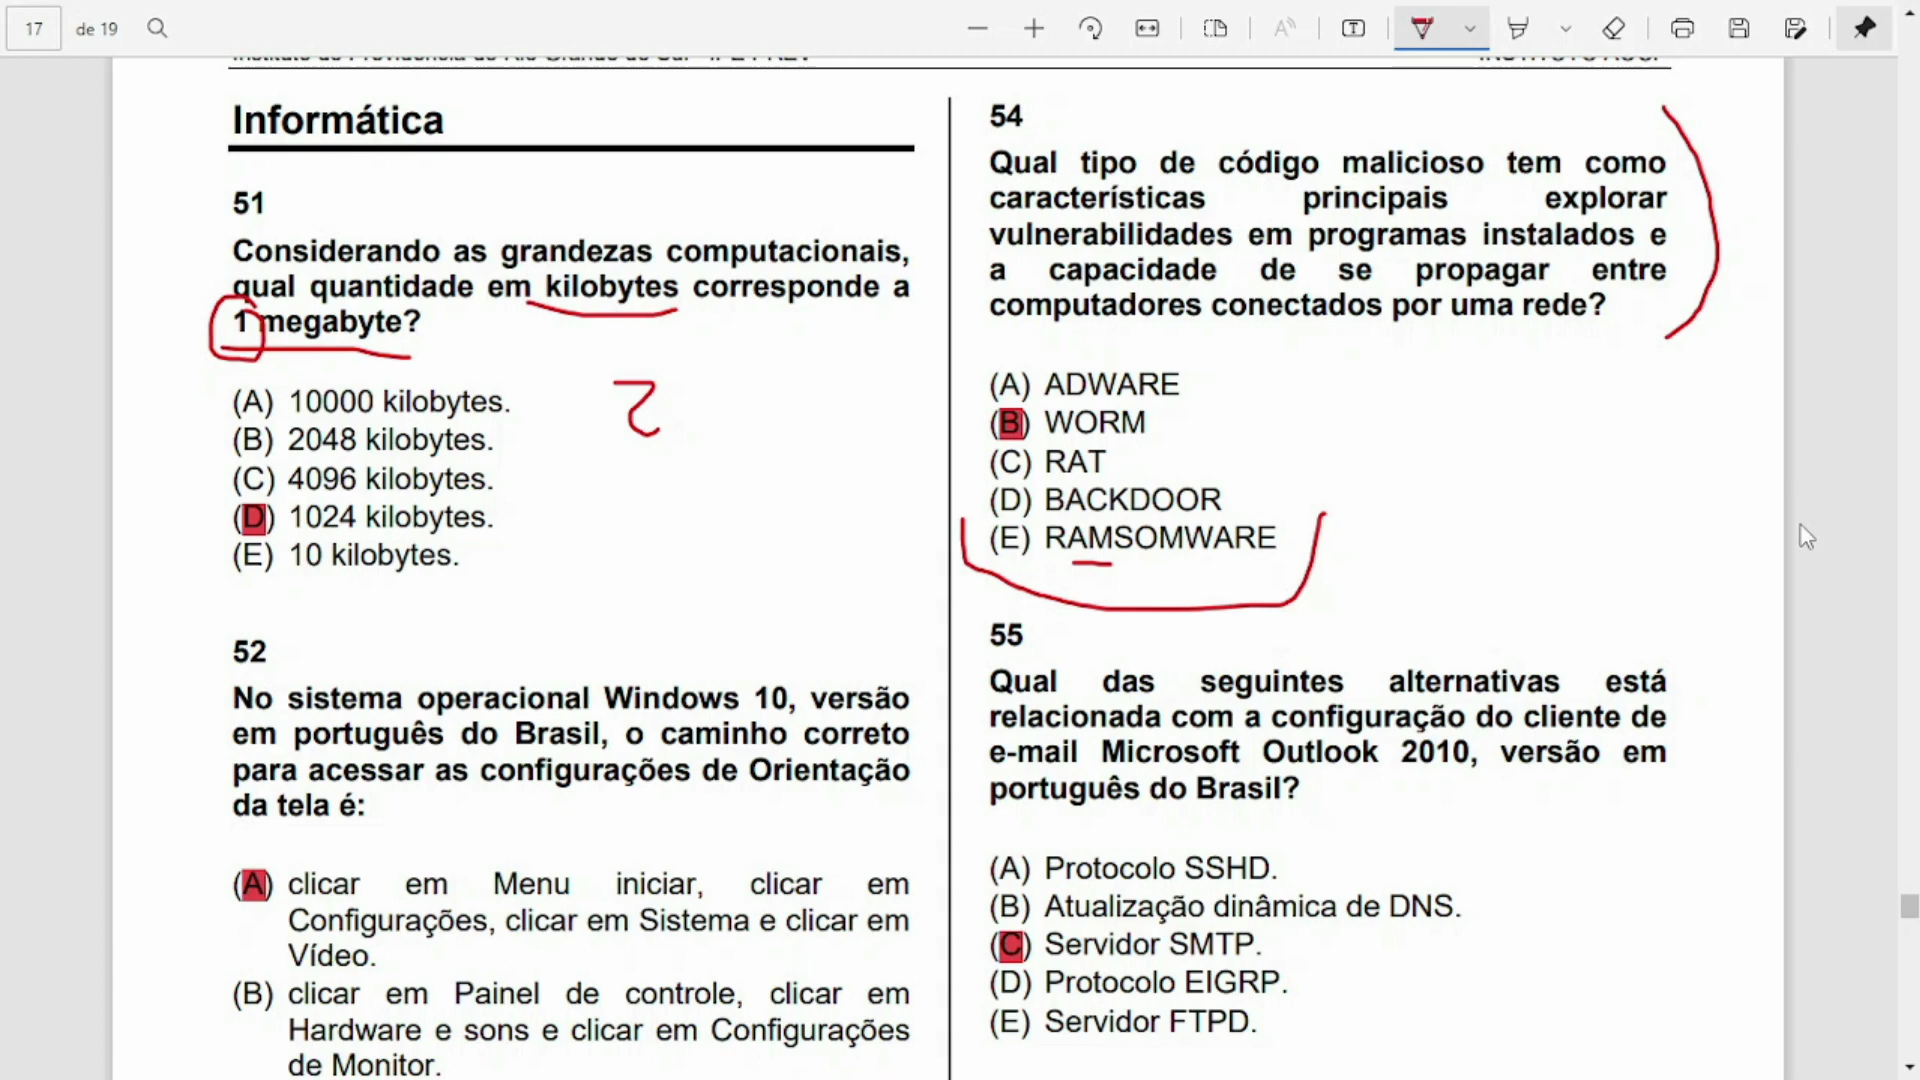 17 de 19
Informática
51
Considerando as grandezas computacionais,
qual quantidade em kilobytes corresponde a
1 megabyte?
(A) 10000 kilobytes.
(B) 2048 kilobytes.
(C) 4096 kilobytes.
(D) 1024 kilobytes.
(E) 10 kilobytes.
52
No sistema operacional Windows 10, versão
em português do Brasil, o caminho correto
para acessar as configurações de Orientação
da tela é:
(A) clicar em Menu iniciar, clicar em
Configurações, clicar em Sistema e clicar em
Vídeo.
(B) clicar em Painel de controle, clicar em
Hardware e sons e clicar em Configurações
de Monitor.
54
Qual tipo de código malicioso tem como
características principais explorar
vulnerabilidades em programas instalados e
a capacidade de se propagar entre
computadores conectados por uma rede?
(A) ADWARE
(B) WORM
(C) RAT
(D) BACKDOOR
(E) RAMSOMWARE
55
Qual das seguintes alternativas está
relacionada com a configuração do cliente de
e-mail Microsoft Outlook 2010, versão em
português do Brasil?
(A) Protocolo SSHD.
(B) Atualização dinâmica de DNS.
(C) Servidor SMTP.
(D) Protocolo EIGRP.
(E) Servidor FTPD.